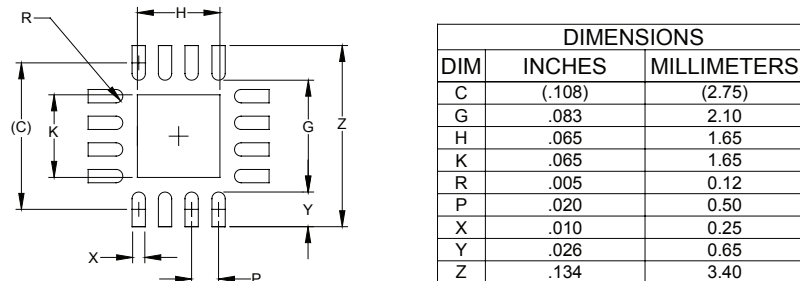 H
R
(C)
K
G
Z
Y
X
P
DIMENSIONS
DIM INCHES MILLIMETERS
C (.108) (2.75)
G .083 2.10
H .065 1.65
K .065 1.65
R .005 0.12
P .020 0.50
X .010 0.25
Y .026 0.65
Z .134 3.40